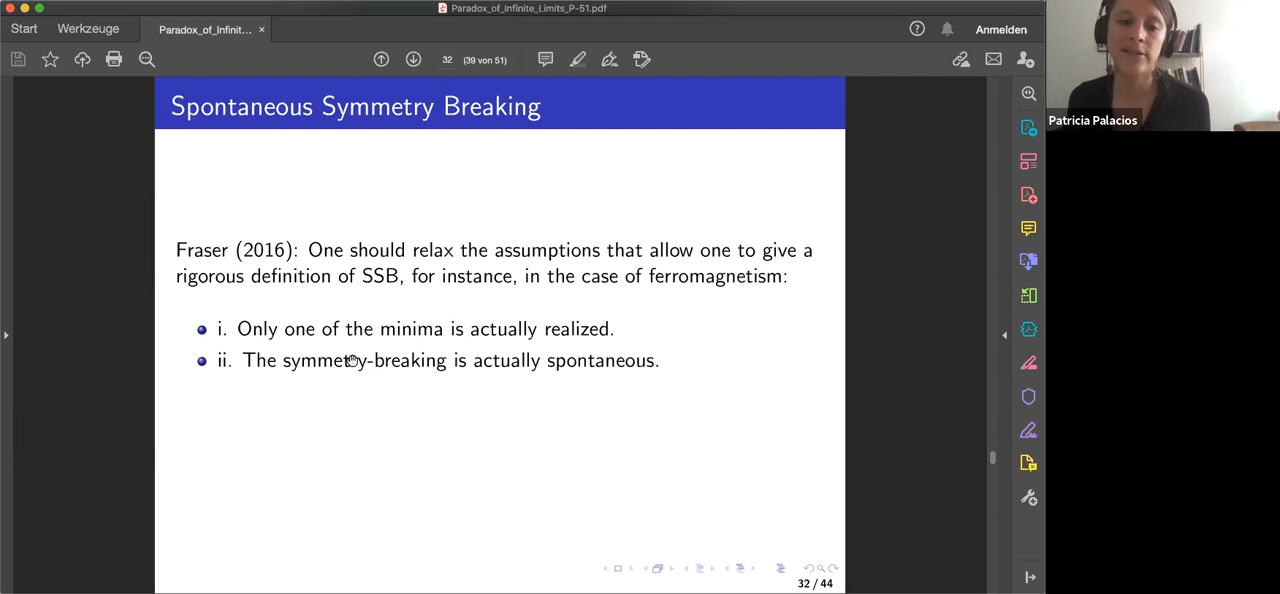 Paradox_of_Infinite_Limits_P-51.pdf
Start Werkzeuge Paradox_of_Infinit... × Anmelden
32 (39 von 51)
Spontaneous Symmetry Breaking
Patricia Palacios
Fraser (2016): One should relax the assumptions that allow one to give a
rigorous definition of SSB, for instance, in the case of ferromagnetism:
i. Only one of the minima is actually realized.
ii. The symmetry-breaking is actually spontaneous.
32 / 44